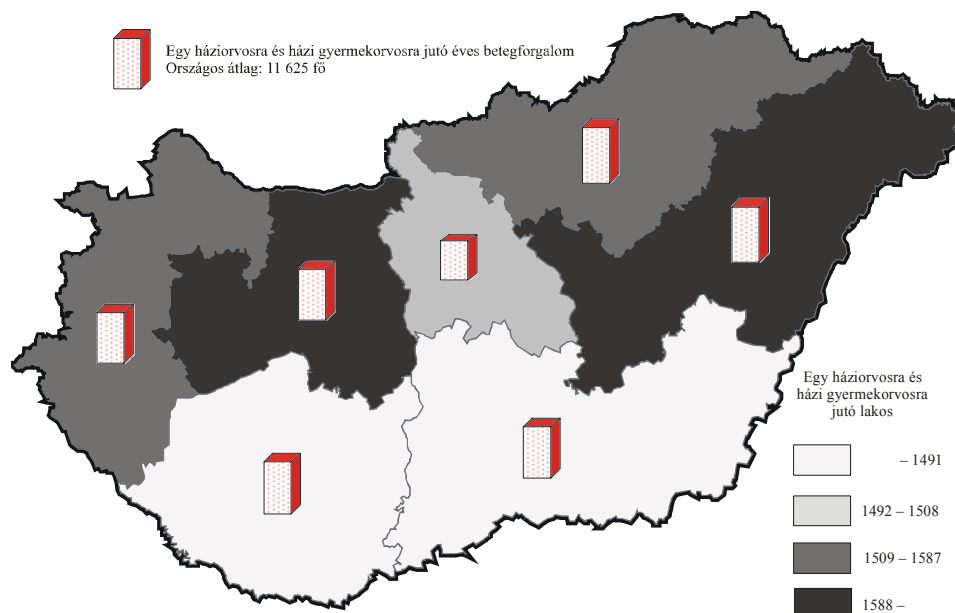 Egy háziorvosra és házi gyermekorvosra jutó éves betegforgalom
Országos átlag: 11 625 fő
Egy háziorvosra és
házi gyermekorvosra
jutó lakos
– 1491
1492 – 1508
1509 – 1587
1588 –